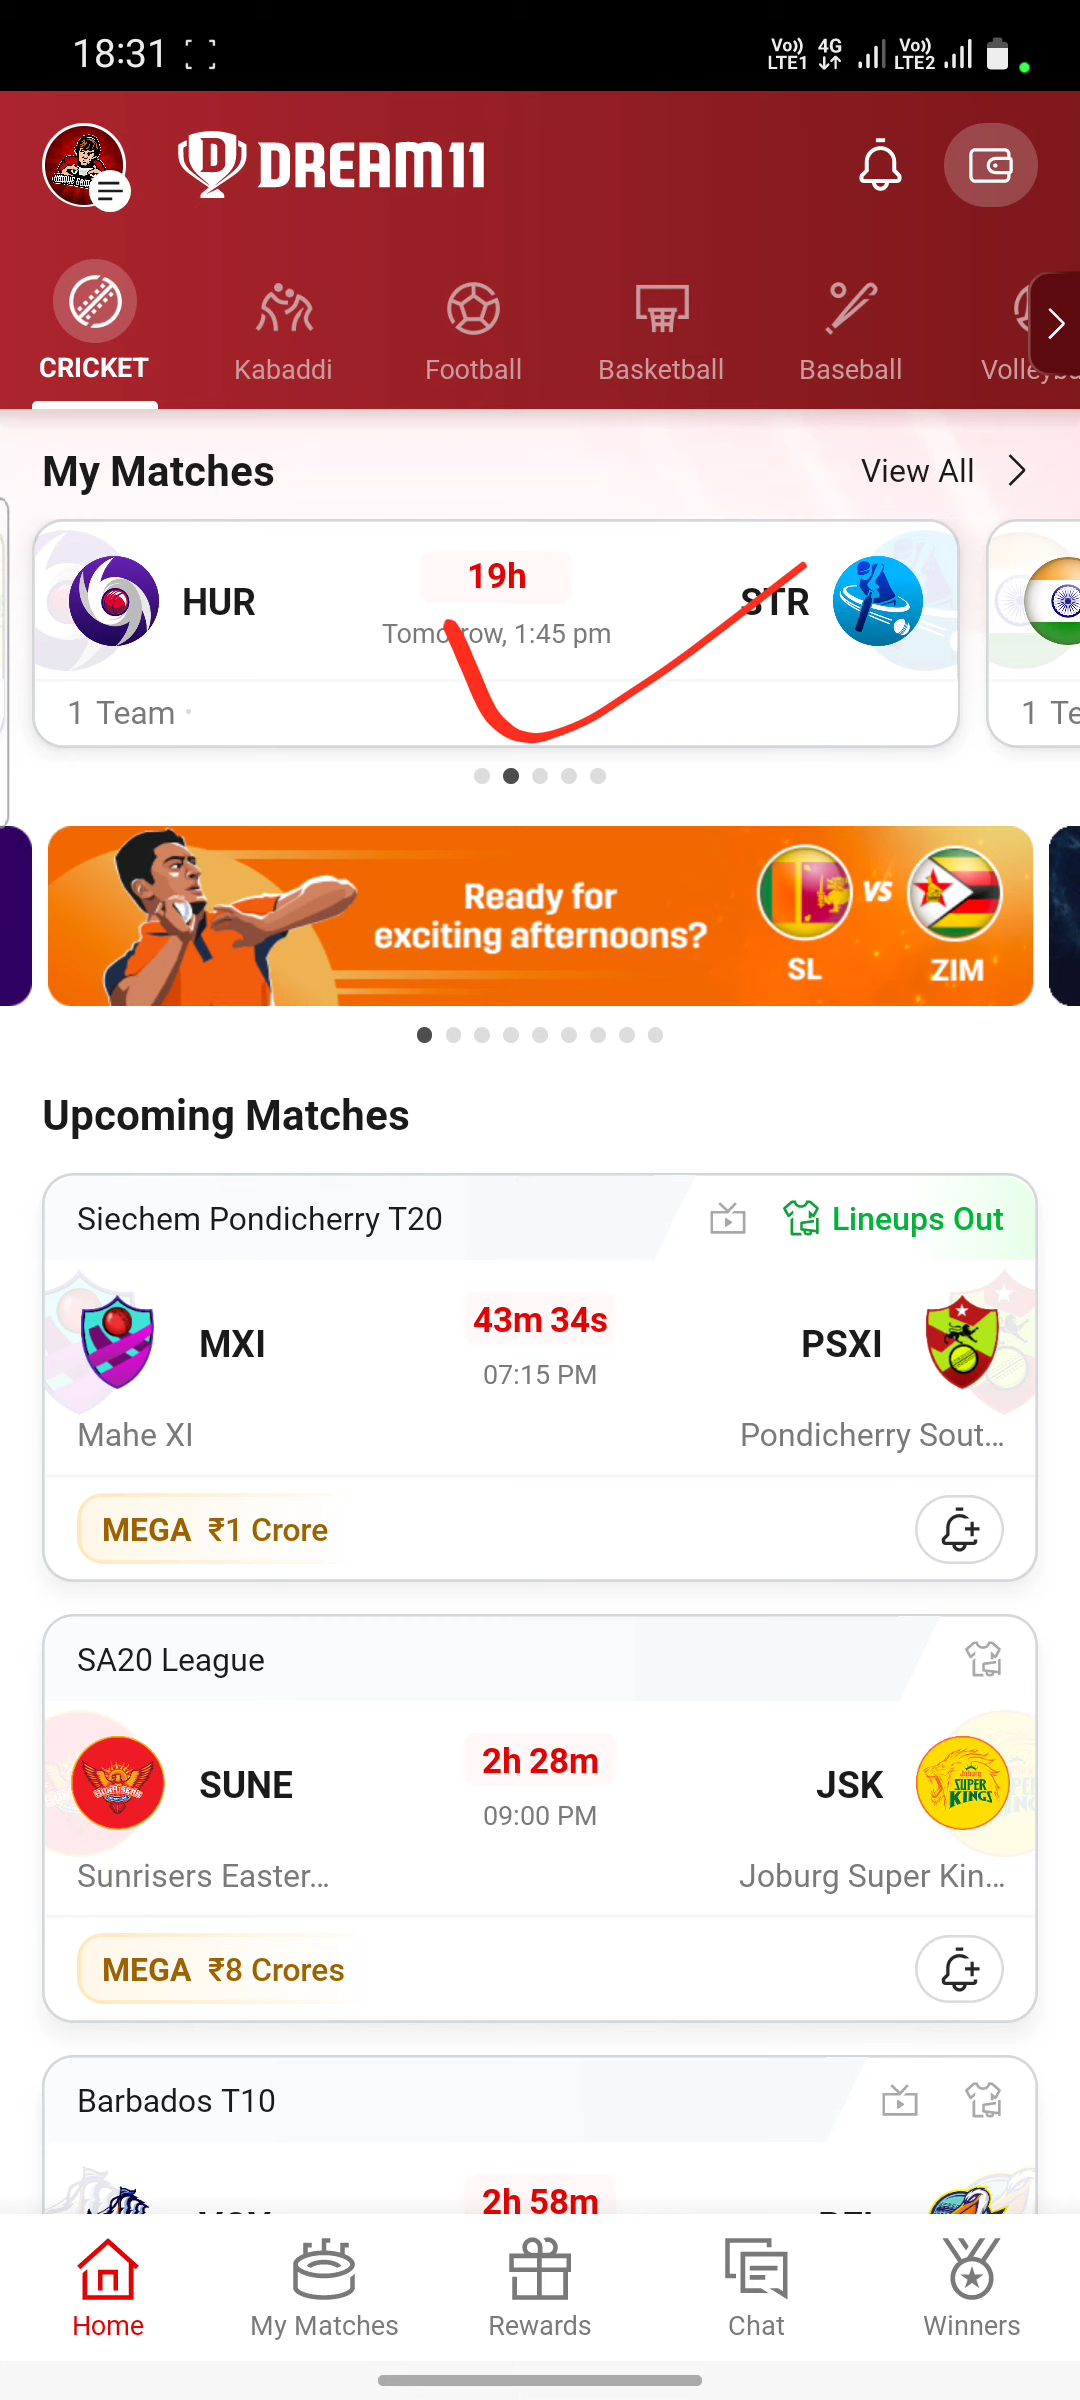 18:31 Vo)) LTE1 4G Vo)) LTE2
DREAM11
CRICKET Kabaddi Football Basketball Baseball
My Matches View All
HUR 19h STR
Tomorrow, 1:45 pm
1 Team 1 Te
Ready for
exciting afternoons?
VS
SL ZIM
Upcoming Matches
Siechem Pondicherry T20 Lineups Out
MXI 43m 34s PSXI
07:15 PM
Mahe XI Pondicherry Sout...
MEGA ₹1 Crore
SA20 League
SUNE 2h 28m JSK
09:00 PM
Joburg
SUPER
KINGS
Sunrisers Easter... Joburg Super Kin...
MEGA ₹8 Crores
Barbados T10
2h 58m
Home My Matches Rewards Chat Winners